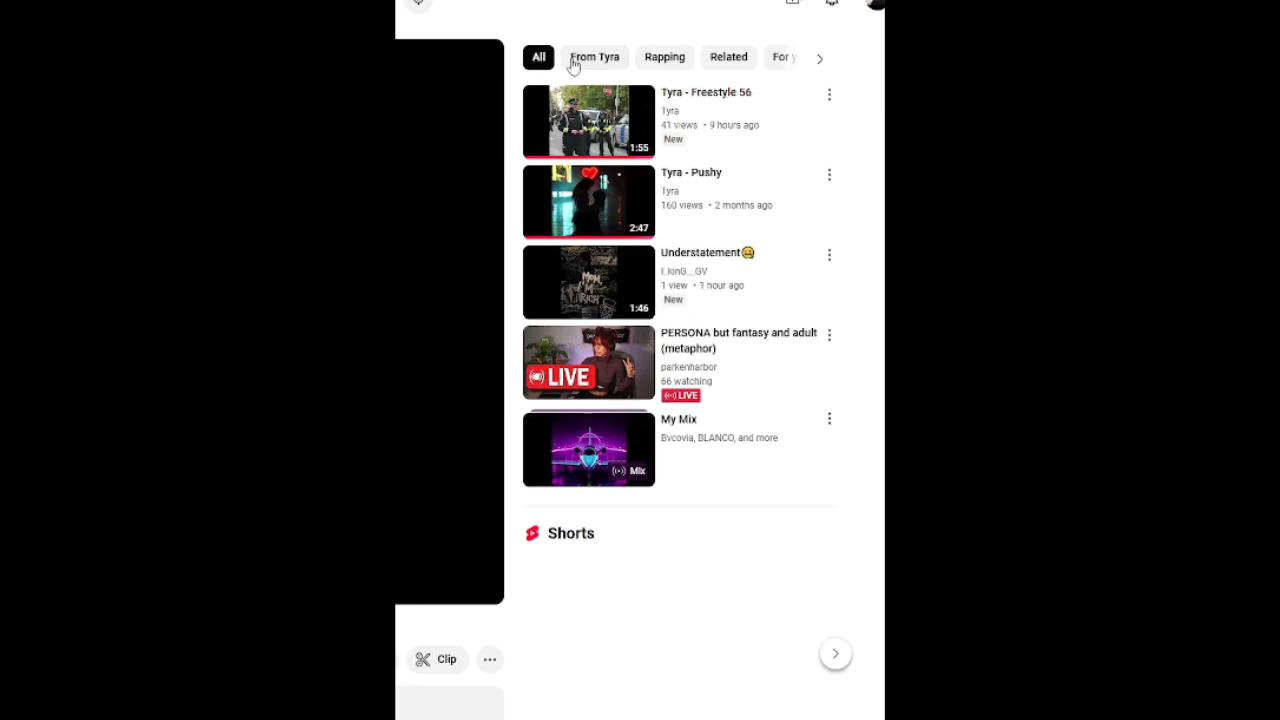 All
From Tyra
Rapping
Related
For y
Tyra - Freestyle 56
Tyra
41 views • 9 hours ago
New
1:55
Tyra - Pushy
Tyra
160 views • 2 months ago
2:47
Understatement🤐
I_kinG__GV
1 view • 1 hour ago
New
MOM,
I'M
RICH
1:46
PERSONA but fantasy and adult
(metaphor)
parkenharbor
66 watching
LIVE
LIVE
My Mix
Bvcovia, BLANCO, and more
Mix
Shorts
Clip